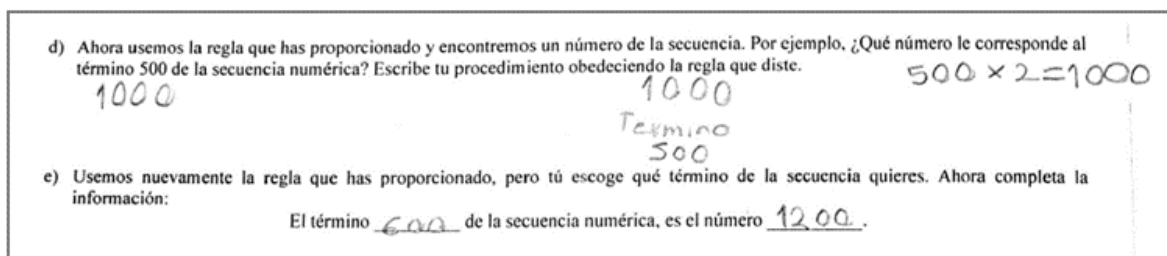 d) Ahora usemos la regla que has proporcionado y encontremos un número de la secuencia. Por ejemplo, ¿Qué número le corresponde al
término 500 de la secuencia numérica? Escribe tu procedimiento obedeciendo la regla que diste.
500 × 2 = 1000
1000
1000
Termino
500
e) Usemos nuevamente la regla que has proporcionado, pero tú escoge qué término de la secuencia quieres. Ahora completa la
información:
El término 600 de la secuencia numérica, es el número 1200.